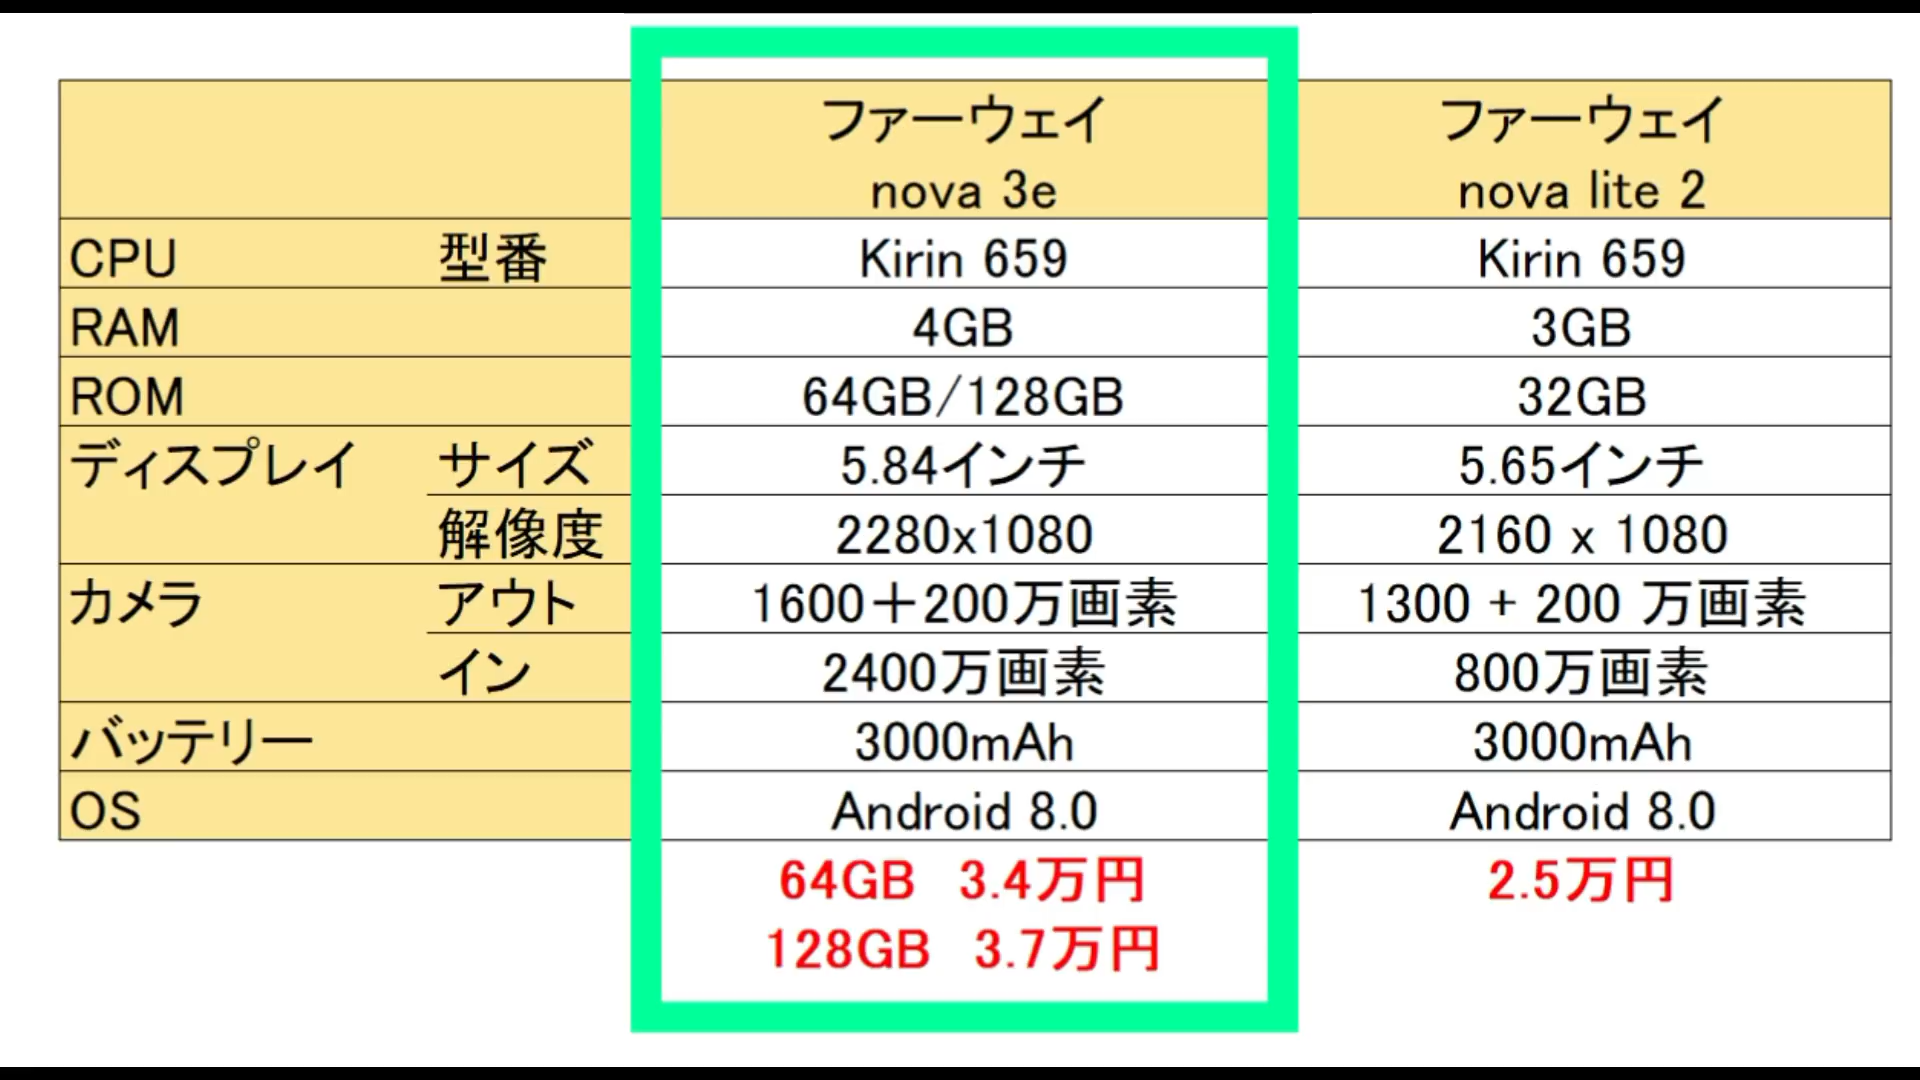 ファーウェイ ファーウェイ
nova 3e nova lite 2
CPU 型番 Kirin 659 Kirin 659
RAM 4GB 3GB
ROM 64GB/128GB 32GB
ディスプレイ サイズ 5.84インチ 5.65インチ
解像度 2280x1080 2160 x 1080
カメラ アウト 1600＋200万画素 1300 + 200 万画素
イン 2400万画素 800万画素
バッテリー 3000mAh 3000mAh
OS Android 8.0 Android 8.0
64GB 3.4万円 2.5万円
128GB 3.7万円